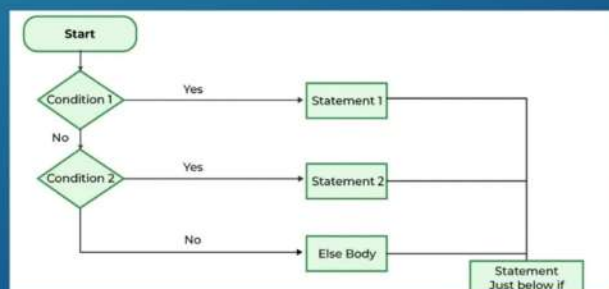 Start
Condition 1
Yes
Statement 1
No
Condition 2
Yes
Statement 2
No
Else Body
Statement
Just below if